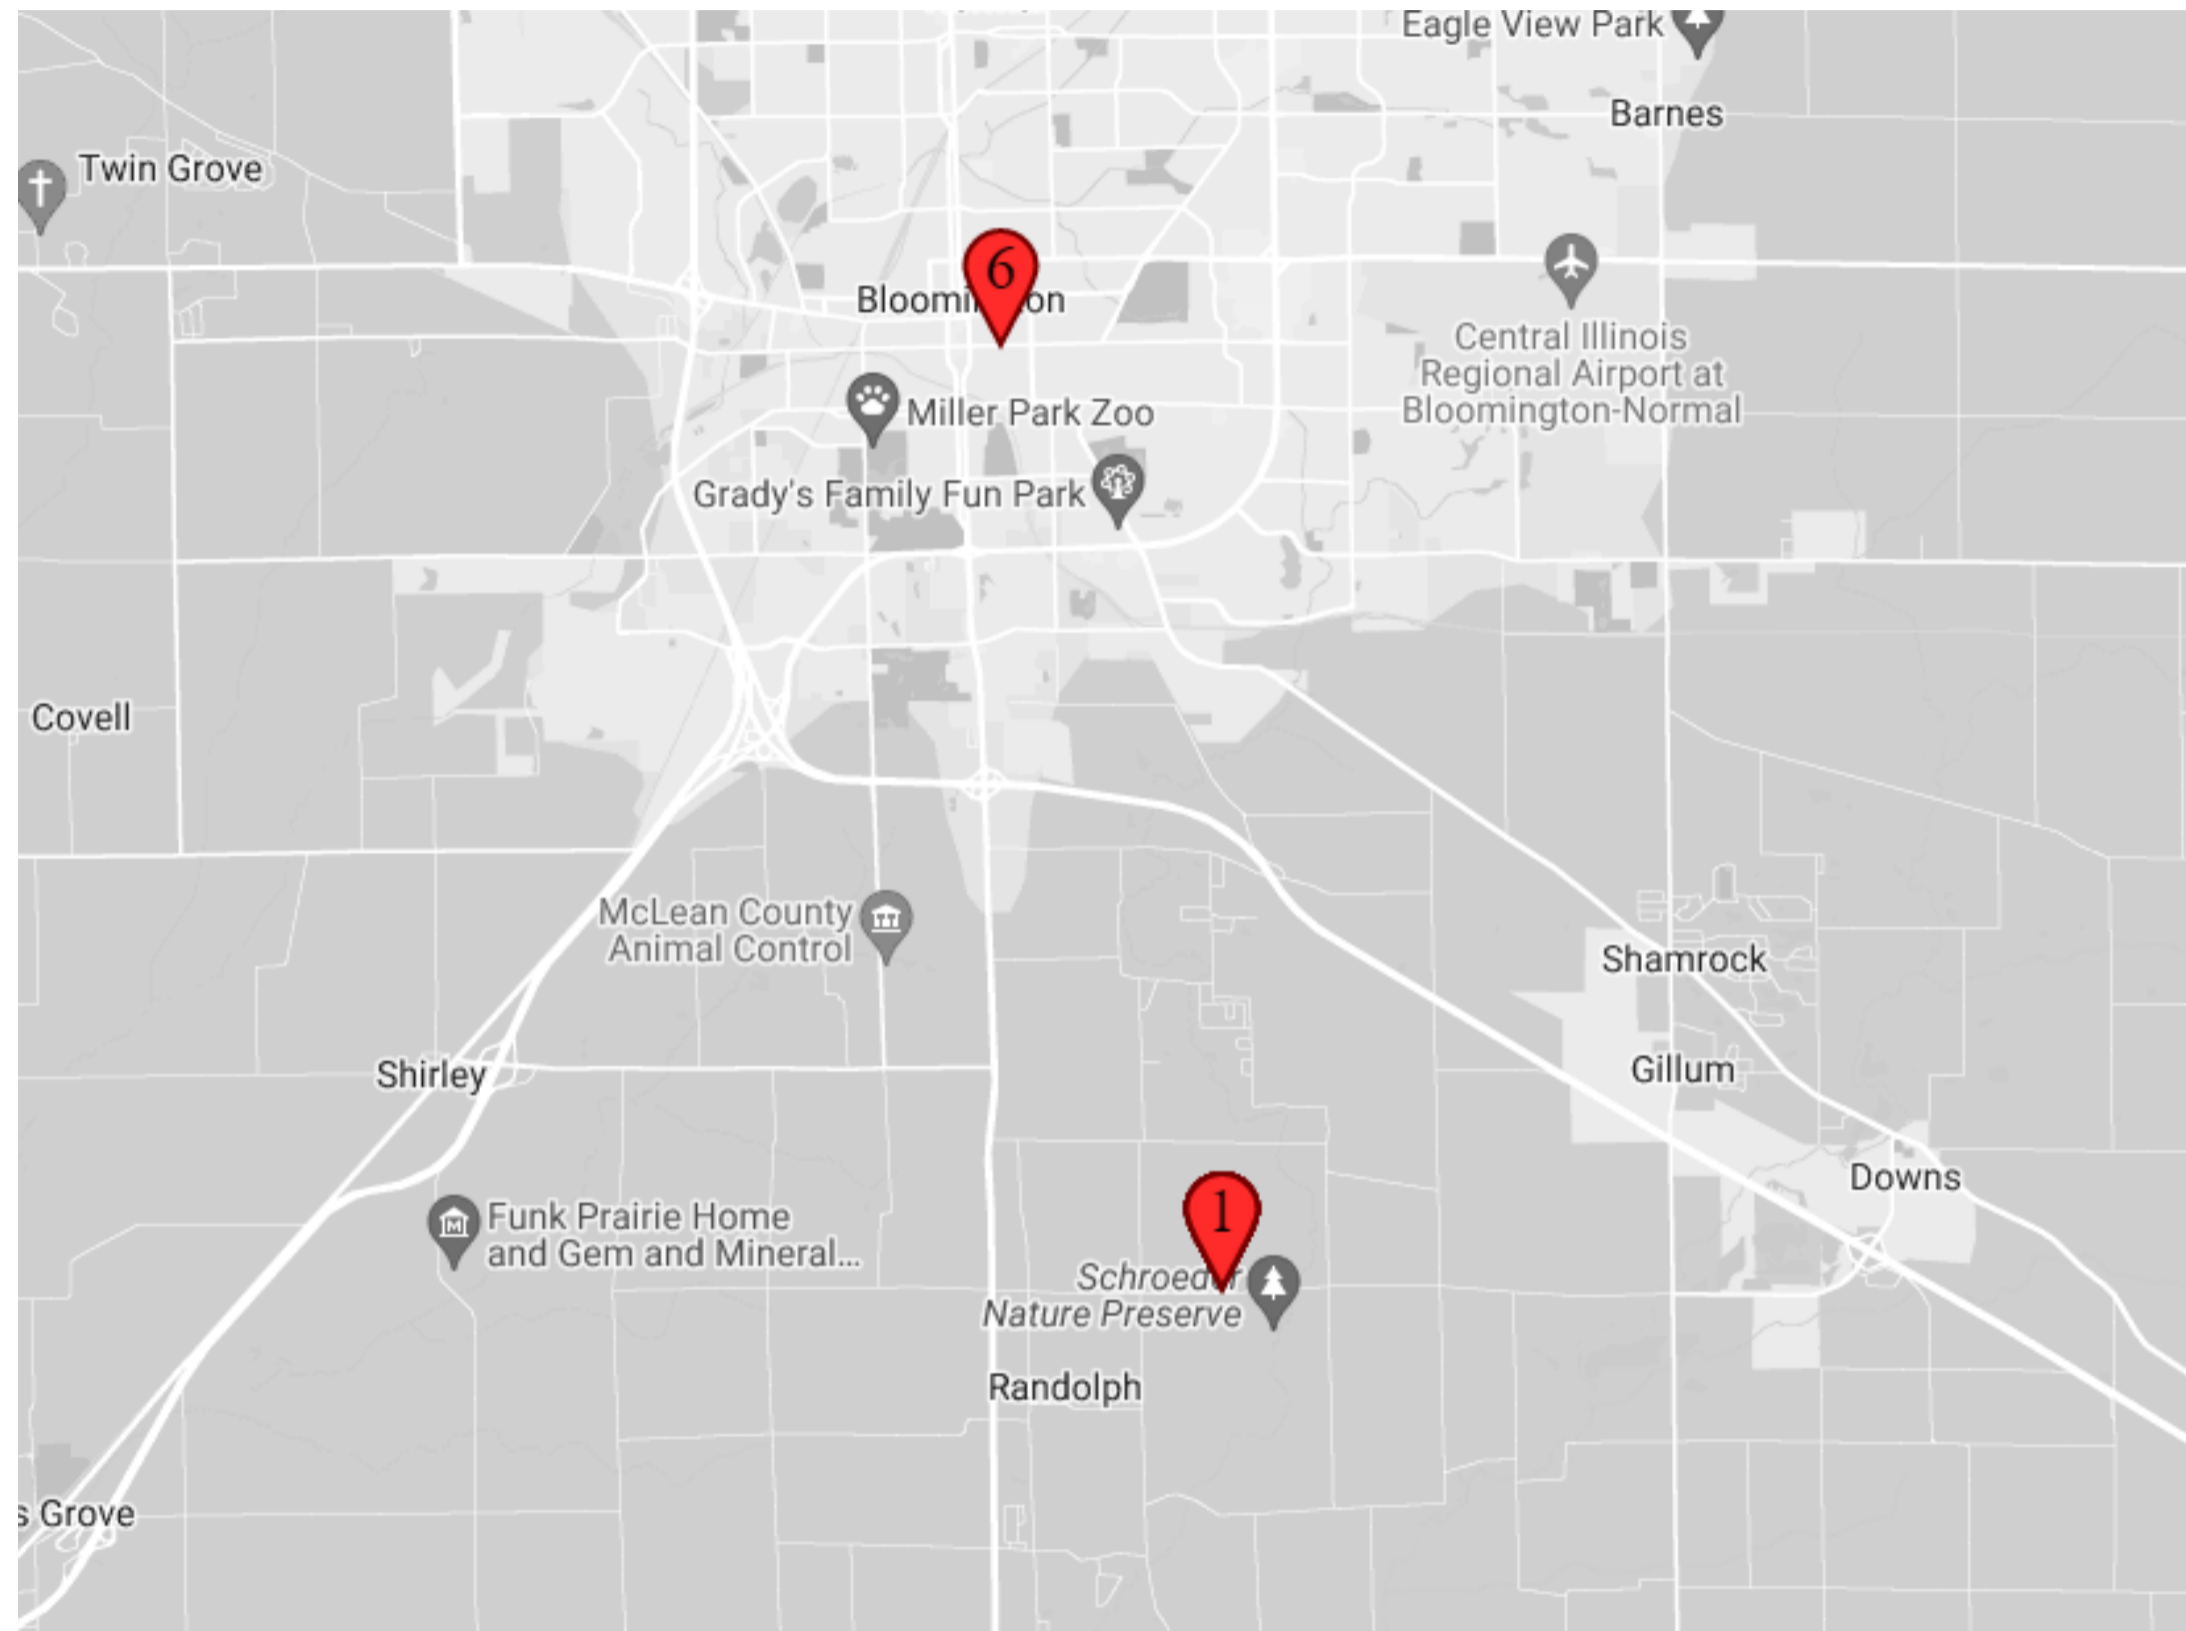 Eagle View Park
Barnes
Twin Grove
6
Bloomi on
Central Illinois
Regional Airport at
Bloomington-Normal
Miller Park Zoo
Grady's Family Fun Park
Covell
McLean County
Animal Control
Shamrock
Shirley
Gillum
Downs
1
Funk Prairie Home
and Gem and Mineral...
Schroeder
Nature Preserve
Randolph
s Grove